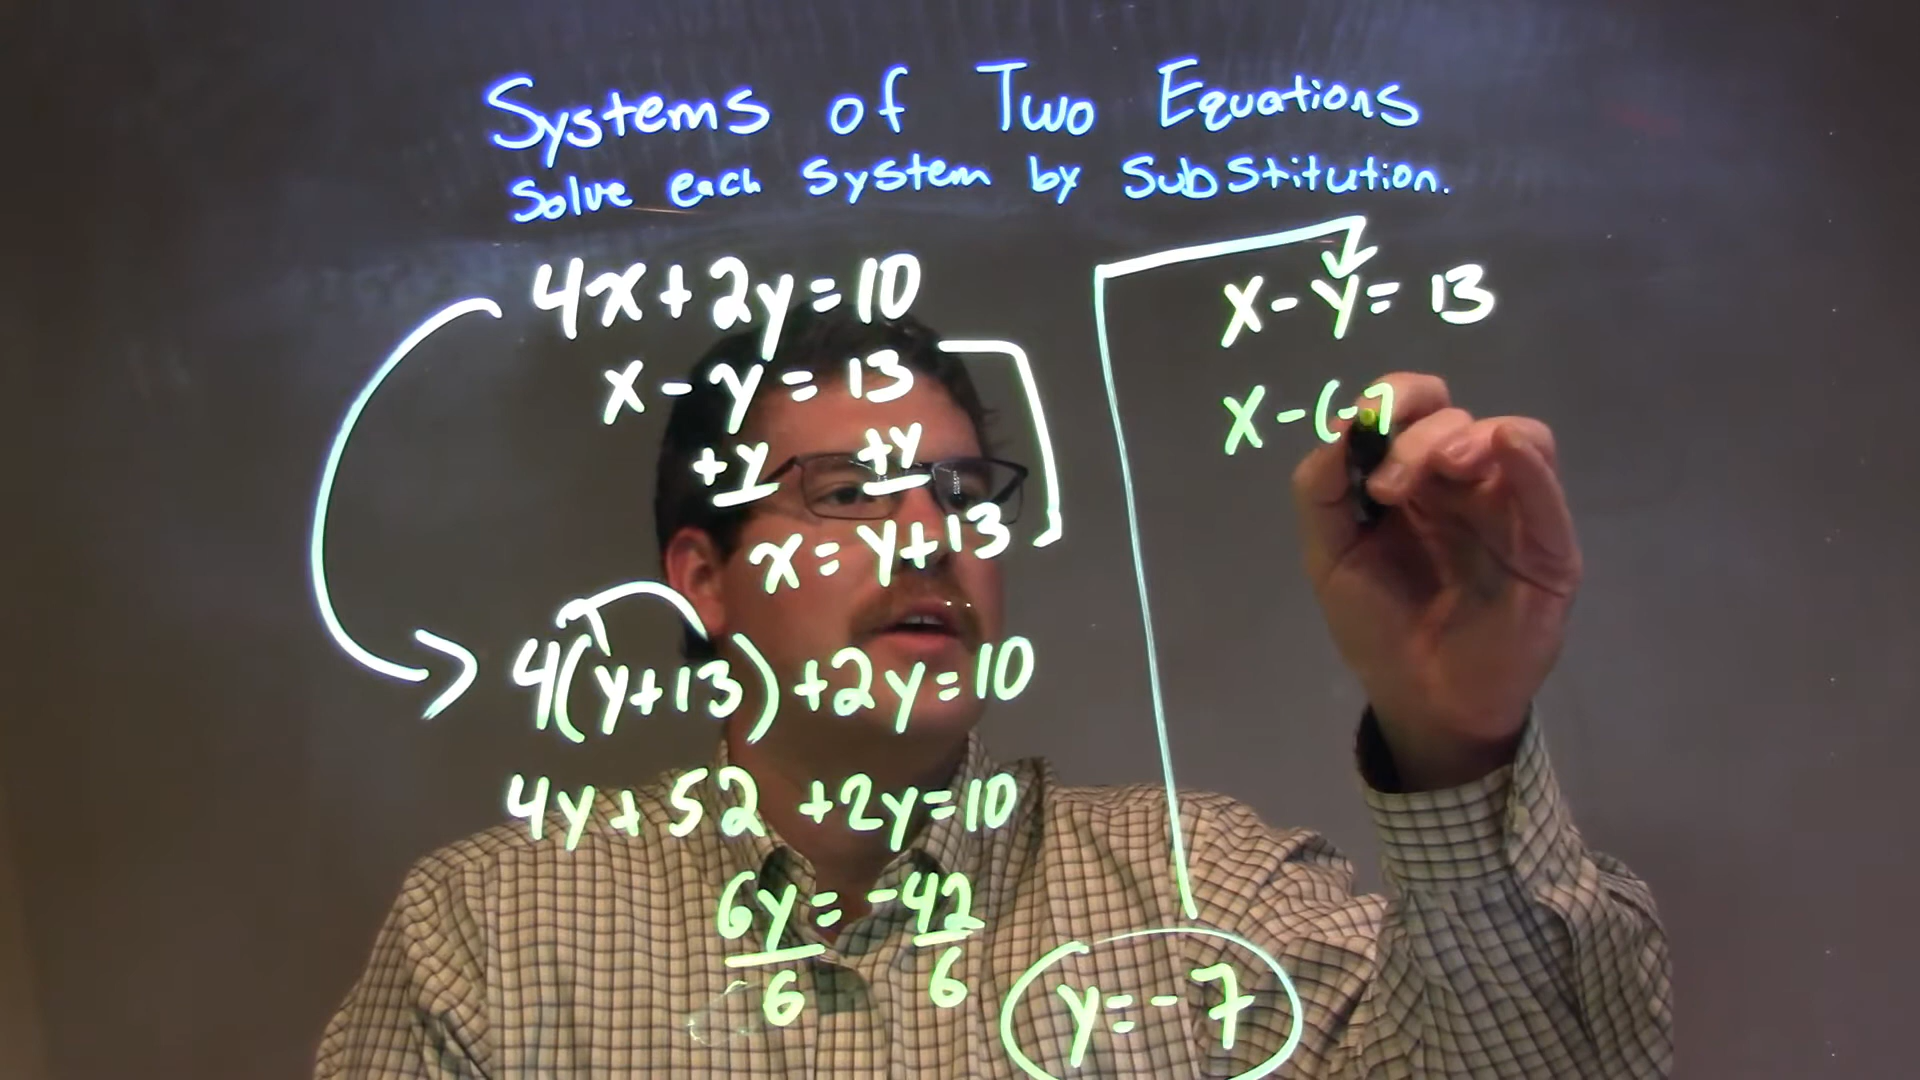 Systems of Two Equations
Solve each system by substitution.
4x+2y=10
x-y=13
+y +y
x=y+13
4(y+13)+2y=10
4y+52+2y=10
6y=-42
6 6
y=-7
x-y=13
x-(-7